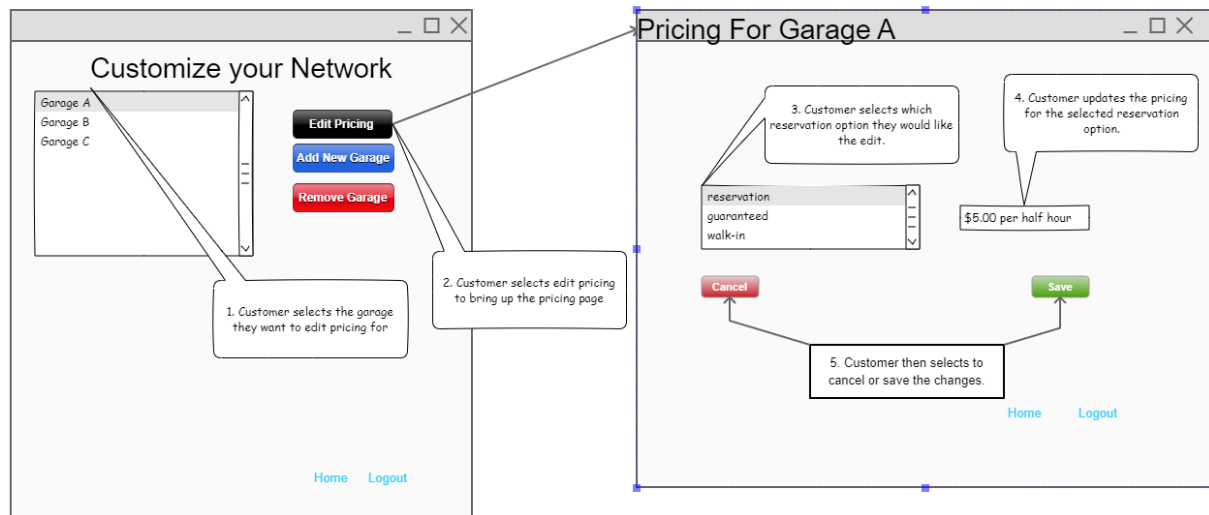 Customize your Network
Garage A
Garage B
Garage C
Edit Pricing
Add New Garage
Remove Garage
1. Customer selects the garage
they want to edit pricing for
2. Customer selects edit pricing
to bring up the pricing page
Home
Logout
Pricing For Garage A
3. Customer selects which
reservation option they would like
the edit.
4. Customer updates the pricing
for the selected reservation
option.
reservation
guaranteed
walk-in
$5.00 per half hour
Cancel
Save
5. Customer then selects to
cancel or save the changes.
Home
Logout